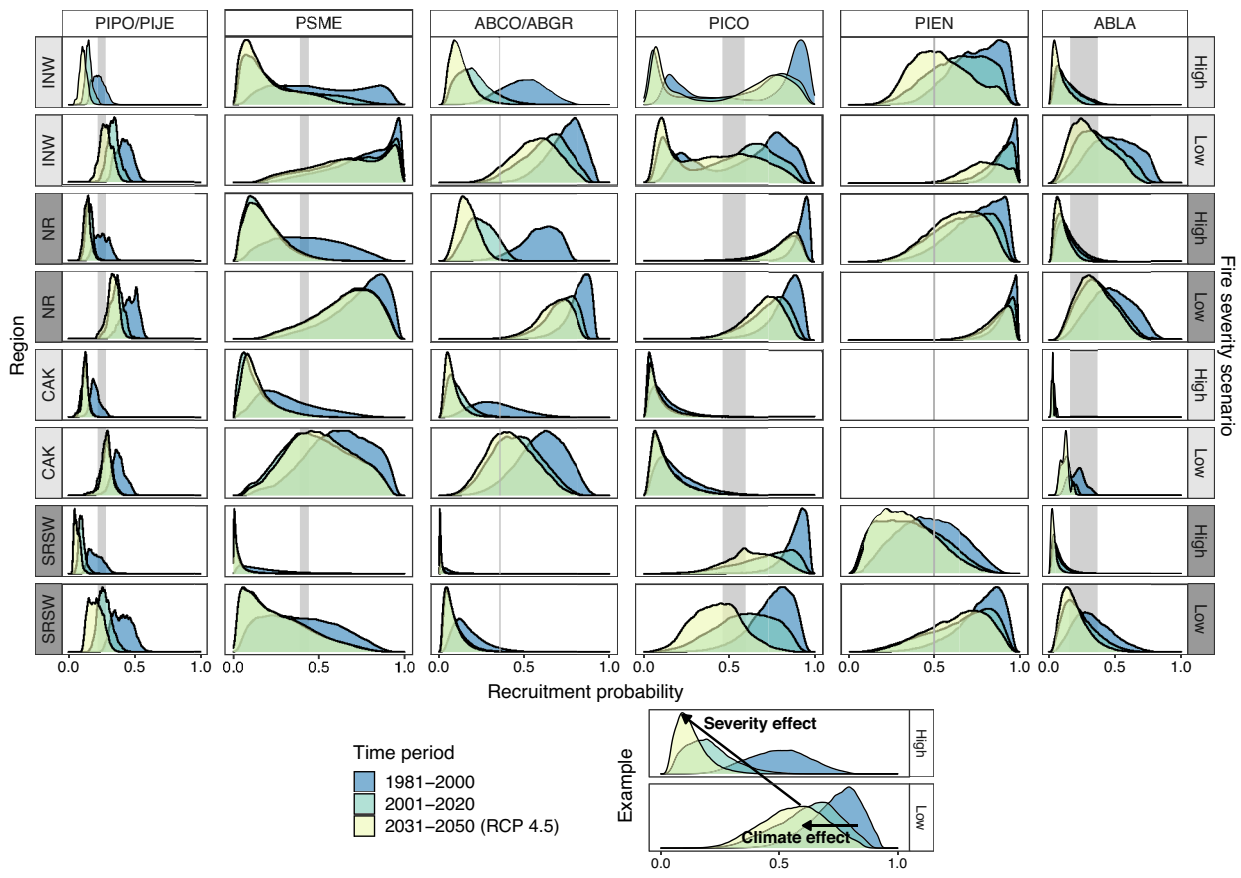 PIPO/PIJE PSME ABCO/ABGR PICO PIEN ABLA
INW High
INW Low
NR High
NR Low
CAK High
CAK Low
SRSW High
SRSW Low
Region
Fire severity scenario
0.0 0.5 1.0 0.0 0.5 1.0 0.0 0.5 1.0 0.0 0.5 1.0 0.0 0.5 1.0 0.0 0.5 1.0
Recruitment probability
Time period
1981–2000
2001–2020
2031–2050 (RCP 4.5)
Example
Severity effect
High
Climate effect
Low
0.0 0.5 1.0